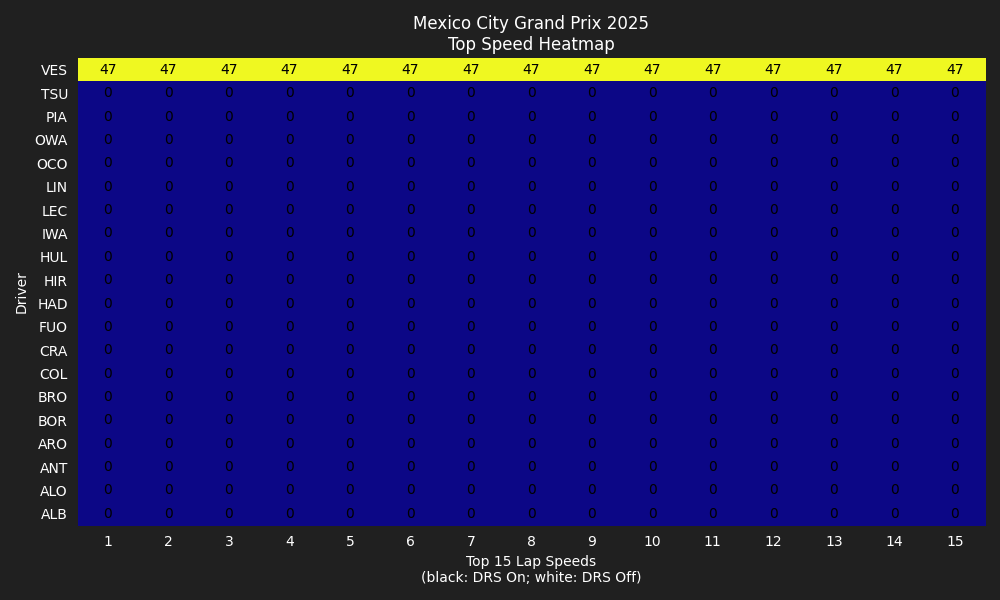 Mexico City Grand Prix 2025
Top Speed Heatmap
VES 47 47 47 47 47 47 47 47 47 47 47 47 47 47 47
TSU 0 0 0 0 0 0 0 0 0 0 0 0 0 0 0
PIA 0 0 0 0 0 0 0 0 0 0 0 0 0 0 0
OWA 0 0 0 0 0 0 0 0 0 0 0 0 0 0 0
OCO 0 0 0 0 0 0 0 0 0 0 0 0 0 0 0
LIN 0 0 0 0 0 0 0 0 0 0 0 0 0 0 0
LEC 0 0 0 0 0 0 0 0 0 0 0 0 0 0 0
IWA 0 0 0 0 0 0 0 0 0 0 0 0 0 0 0
HUL 0 0 0 0 0 0 0 0 0 0 0 0 0 0 0
HIR 0 0 0 0 0 0 0 0 0 0 0 0 0 0 0
Driver
HAD 0 0 0 0 0 0 0 0 0 0 0 0 0 0 0
FUO 0 0 0 0 0 0 0 0 0 0 0 0 0 0 0
CRA 0 0 0 0 0 0 0 0 0 0 0 0 0 0 0
COL 0 0 0 0 0 0 0 0 0 0 0 0 0 0 0
BRO 0 0 0 0 0 0 0 0 0 0 0 0 0 0 0
BOR 0 0 0 0 0 0 0 0 0 0 0 0 0 0 0
ARO 0 0 0 0 0 0 0 0 0 0 0 0 0 0 0
ANT 0 0 0 0 0 0 0 0 0 0 0 0 0 0 0
ALO 0 0 0 0 0 0 0 0 0 0 0 0 0 0 0
ALB 0 0 0 0 0 0 0 0 0 0 0 0 0 0 0
1 2 3 4 5 6 7 8 9 10 11 12 13 14 15
Top 15 Lap Speeds
(black: DRS On; white: DRS Off)